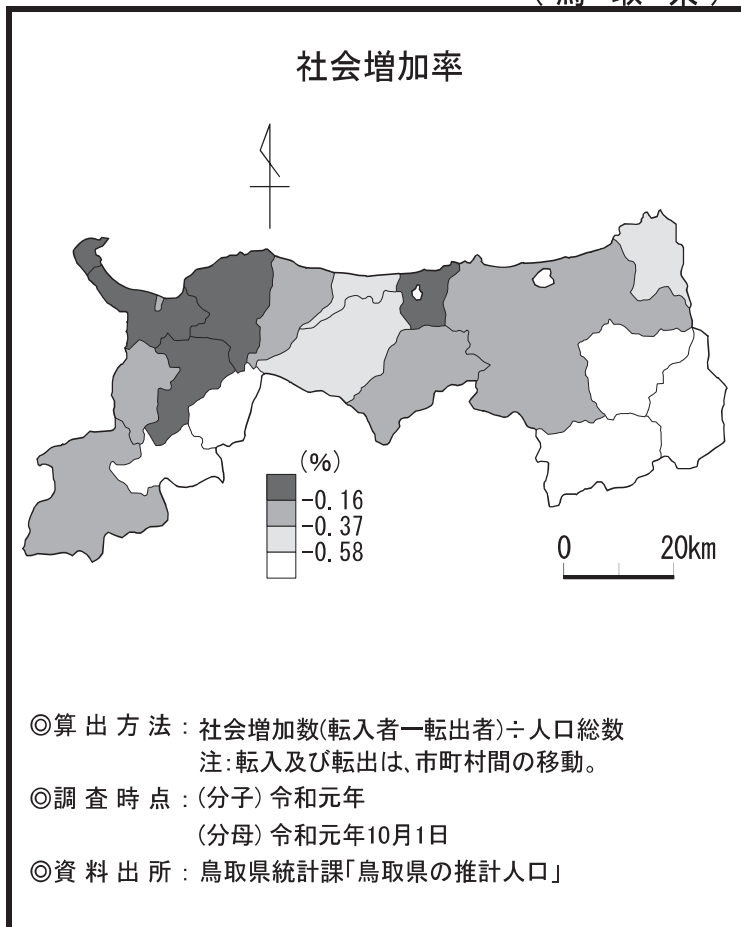 社会増加率
(%)
-0.16
-0.37
-0.58
0 20km
◎算出方法：社会増加数(転入者ー転出者)÷人口総数
注:転入及び転出は、市町村間の移動。
◎調査時点：(分子)令和元年
(分母)令和元年10月1日
◎資料出所：鳥取県統計課「鳥取県の推計人口」